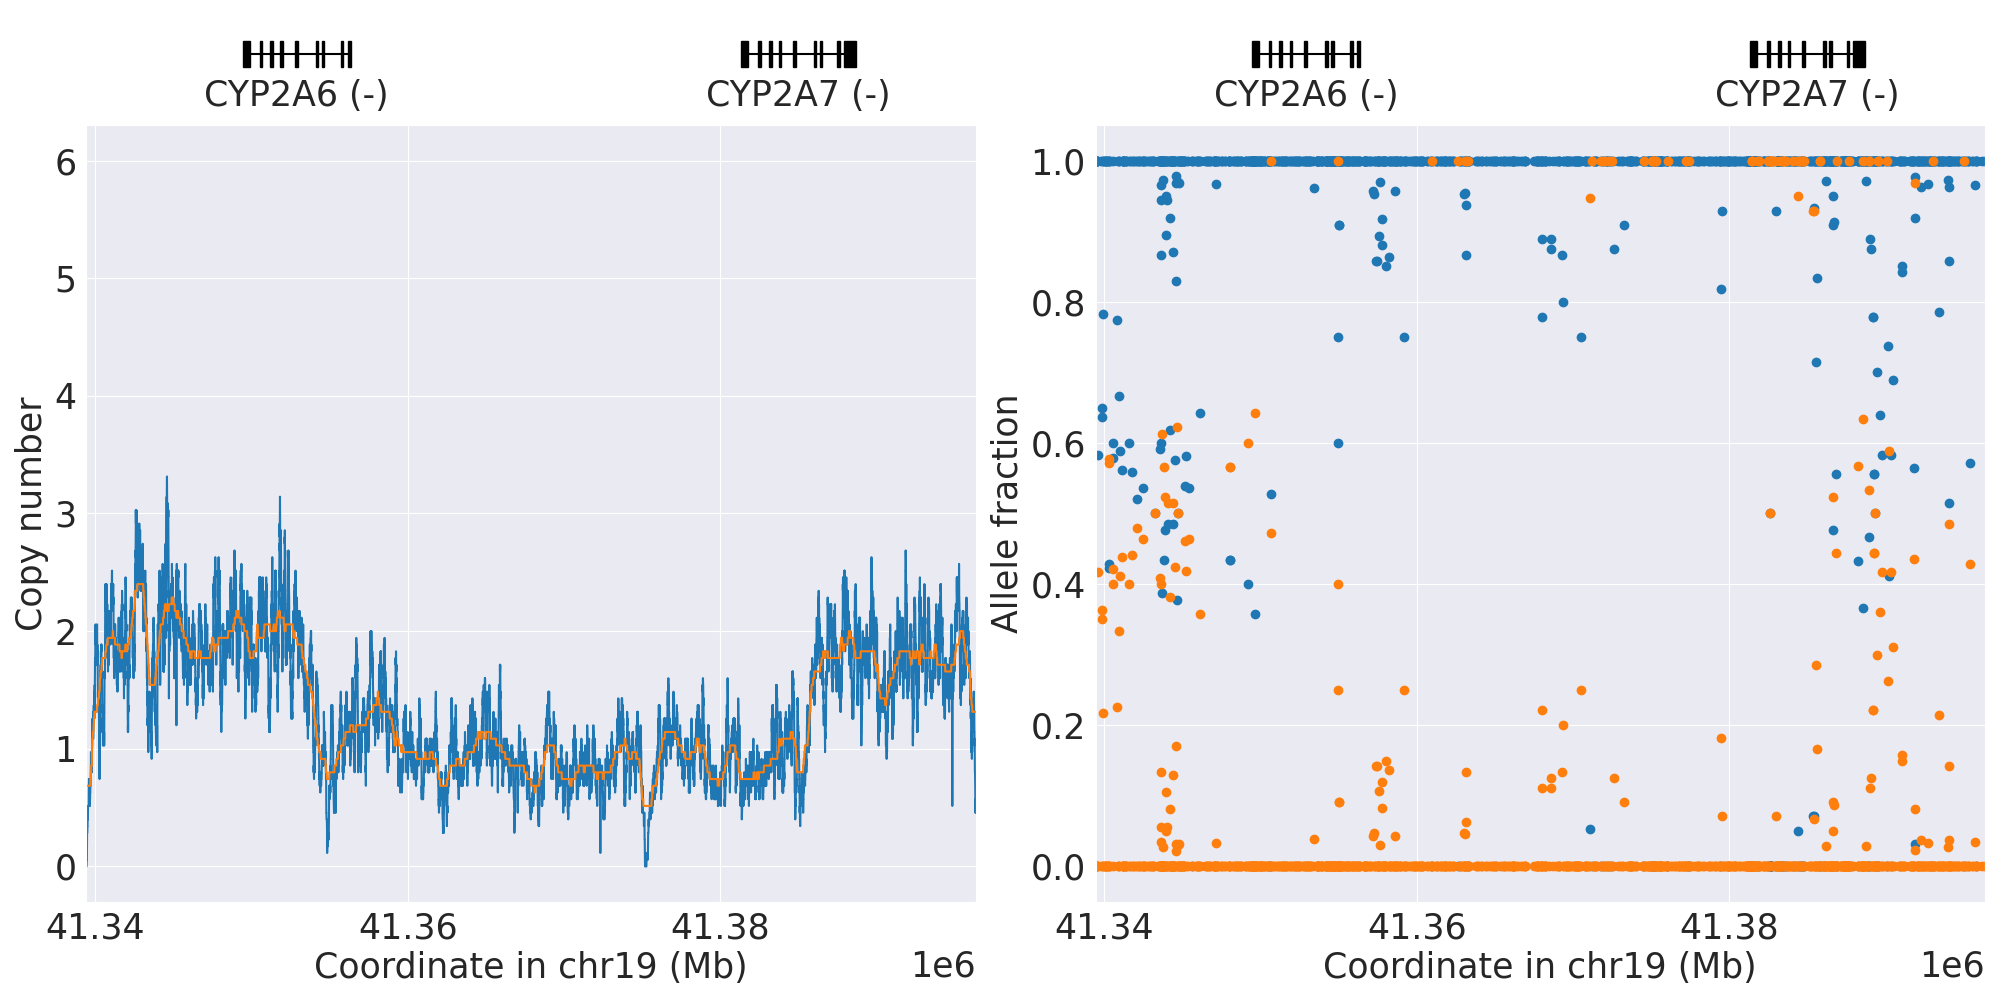 CYP2A6 (-)
CYP2A7 (-)
6
5
4
3
2
1
0
Copy number
41.34
41.36
41.38
Coordinate in chr19 (Mb)
1e6
CYP2A6 (-)
CYP2A7 (-)
1.0
0.8
0.6
0.4
0.2
0.0
Allele fraction
41.34
41.36
41.38
Coordinate in chr19 (Mb)
1e6